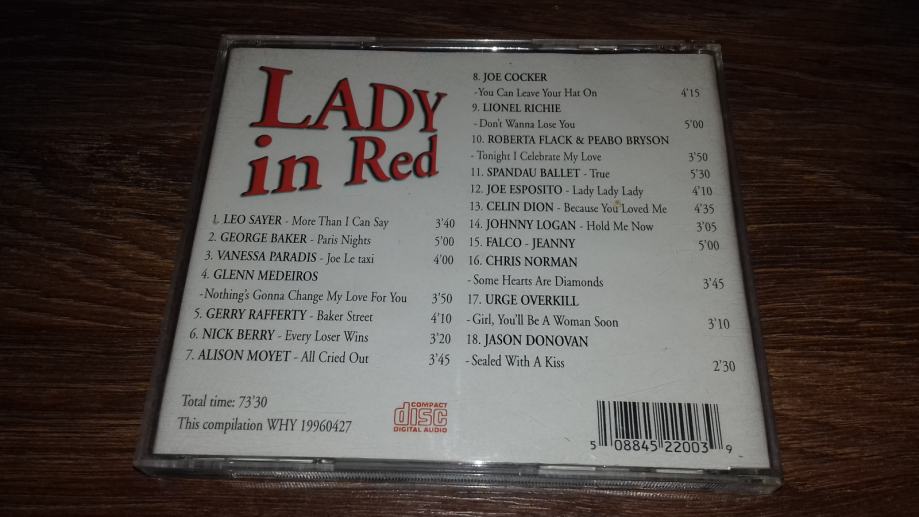 LADY
in Red
1. LEO SAYER - More Than I Can Say 3'40
2. GEORGE BAKER - Paris Nights 5'00
3. VANESSA PARADIS - Joe Le taxi 4'00
4. GLENN MEDEIROS
-Nothing's Gonna Change My Love For You 3'50
5. GERRY RAFFERTY - Baker Street 4'10
6. NICK BERRY - Every Loser Wins 3'20
7. ALISON MOYET - All Cried Out 3'45
Total time: 73'30
This compilation WHY 19960427
COMPACT
disc
DIGITAL AUDIO
8. JOE COCKER
-You Can Leave Your Hat On 4'15
9. LIONEL RICHIE
- Don't Wanna Lose You 5'00
10. ROBERTA FLACK & PEABO BRYSON
- Tonight I Celebrate My Love 3'50
11. SPANDAU BALLET - True 5'30
12. JOE ESPOSITO - Lady Lady Lady 4'10
13. CELIN DION - Because You Loved Me 4'35
14. JOHNNY LOGAN - Hold Me Now 3'05
15. FALCO - JEANNY 5'00
16. CHRIS NORMAN
- Some Hearts Are Diamonds 3'45
17. URGE OVERKILL
- Girl, You'll Be A Woman Soon 3'10
18. JASON DONOVAN
- Sealed With A Kiss 2'30
5 08845 22003 9